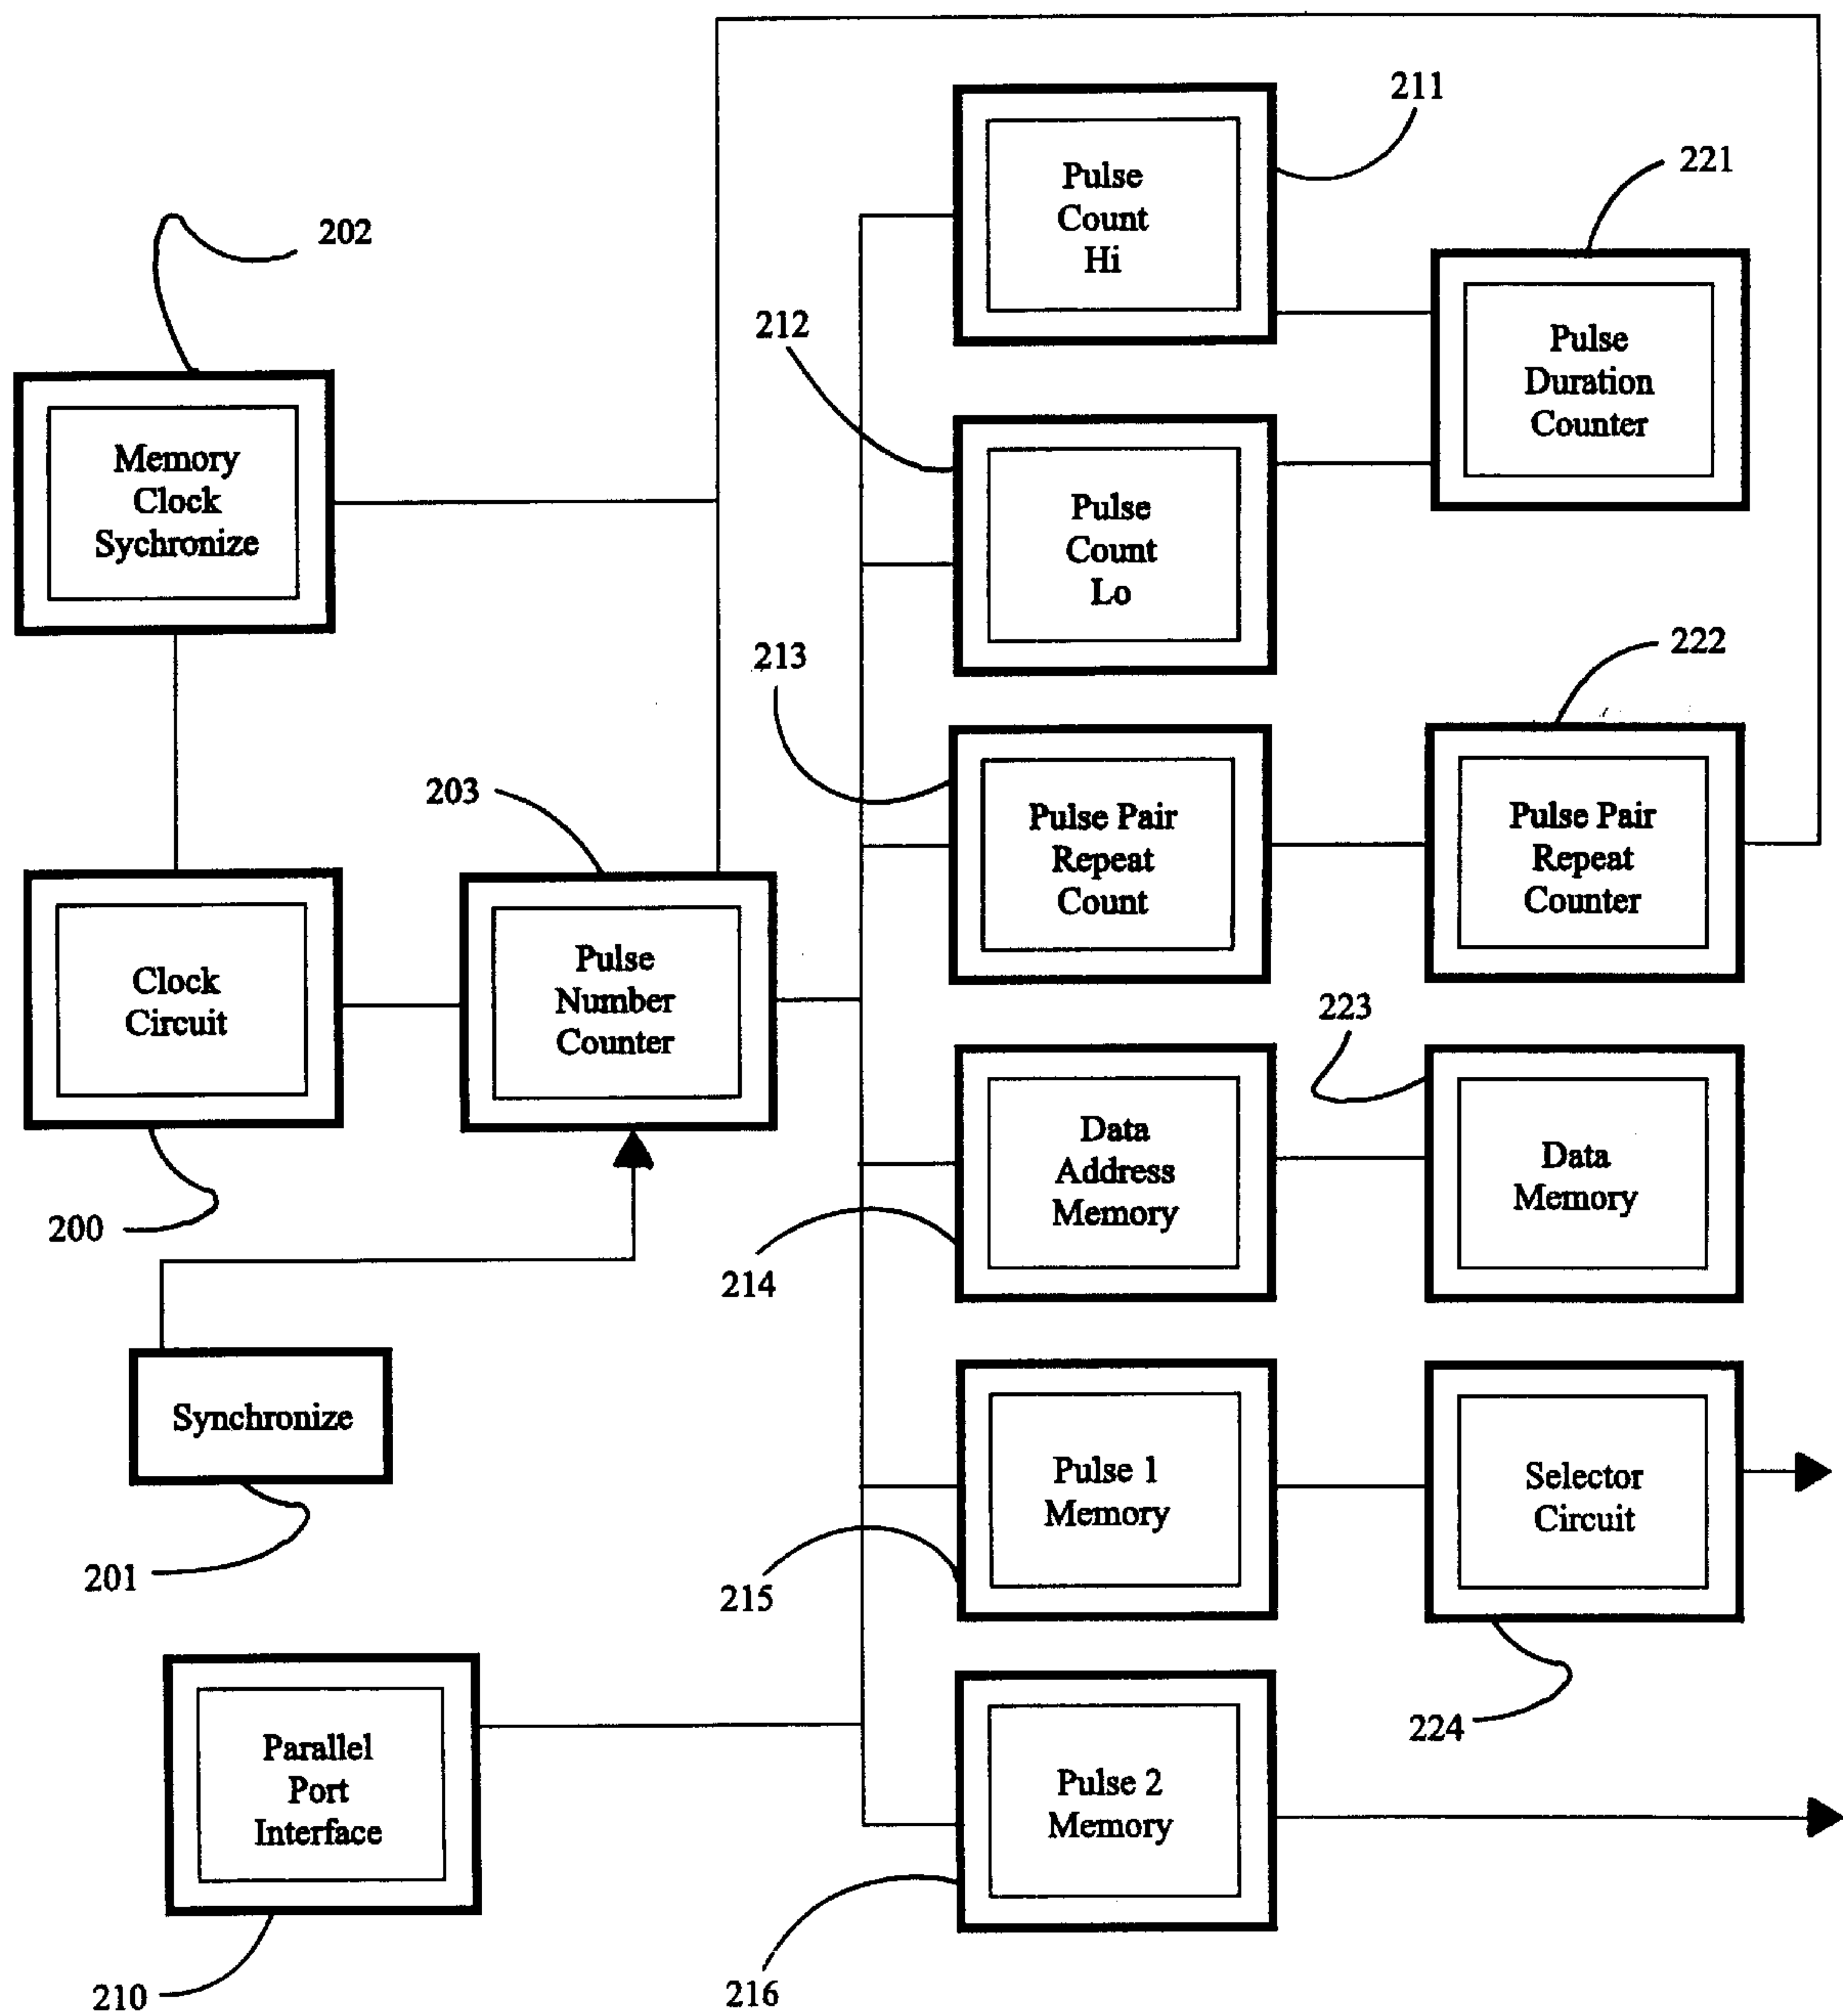 211
Pulse
Count
Hi
221
202
Pulse
Duration
Counter
212
Memory
Clock
Sychronize
Pulse
Count
Lo
213
222
203
Pulse Pair
Repeat
Count
Pulse Pair
Repeat
Counter
Clock
Circuit
Pulse
Number
Counter
223
Data
Address
Memory
Data
Memory
200
214
Synchronize
Pulse 1
Memory
Selector
Circuit
201
215
Parallel
Port
Interface
224
Pulse 2
Memory
210
216